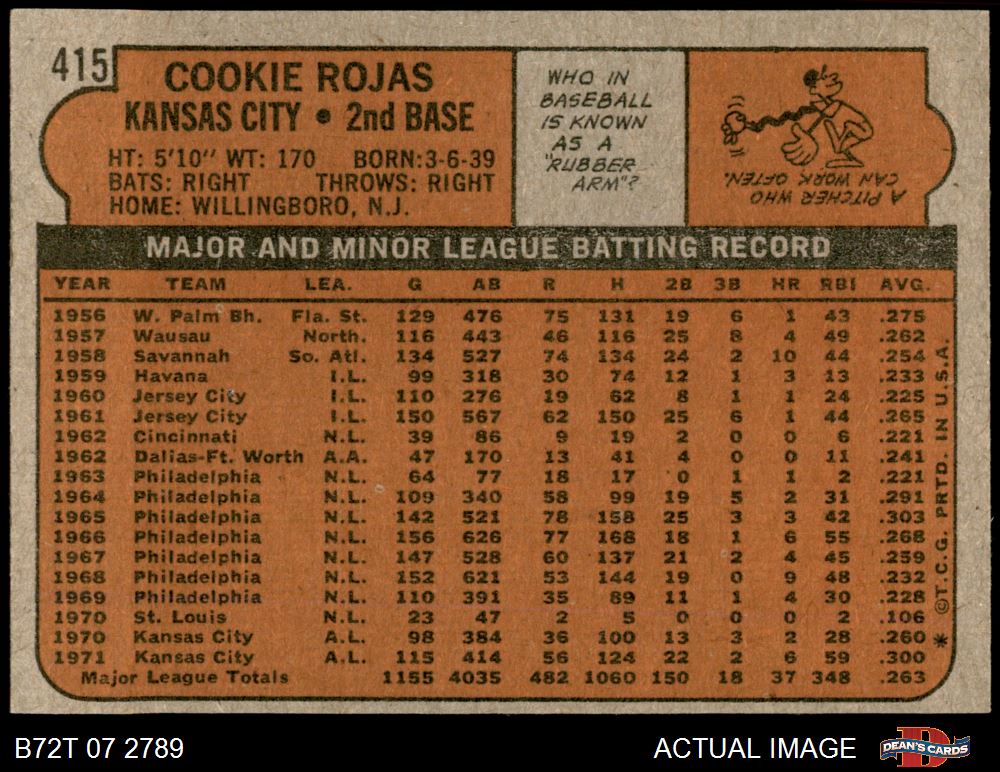 415
COOKIE ROJAS
KANSAS CITY • 2nd BASE
HT: 5'10" WT: 170 BORN:3-6-39
BATS: RIGHT THROWS: RIGHT
HOME: WILLINGBORO, N.J.
WHO IN
BASEBALL
IS KNOWN
AS A
"RUBBER
ARM"?
A PITCHER WHO
CAN WORK OFTEN.
MAJOR AND MINOR LEAGUE BATTING RECORD
YEAR TEAM LEA. G AB R H 2B 3B HR RBI AVG.
1956 W. Palm Bh. Fla. St. 129 476 75 131 19 6 1 43 .275
1957 Wausau North. 116 443 46 116 25 8 4 49 .262
1958 Savannah So. Atl. 134 527 74 134 24 2 10 44 .254
1959 Havana I.L. 99 318 30 74 12 1 3 13 .233
1960 Jersey City I.L. 110 276 19 62 8 1 1 24 .225
1961 Jersey City I.L. 150 567 62 150 25 6 1 44 .265
1962 Cincinnati N.L. 39 86 9 19 2 0 0 6 .221
1962 Dallas-Ft. Worth A.A. 47 170 13 41 4 0 0 11 .241
1963 Philadelphia N.L. 64 77 18 17 0 1 1 2 .221
1964 Philadelphia N.L. 109 340 58 99 19 5 2 31 .291
1965 Philadelphia N.L. 142 521 78 158 25 3 3 42 .303
1966 Philadelphia N.L. 156 626 77 168 18 1 6 55 .268
1967 Philadelphia N.L. 147 528 60 137 21 2 4 45 .259
1968 Philadelphia N.L. 152 621 53 144 19 0 9 48 .232
1969 Philadelphia N.L. 110 391 35 89 11 1 4 30 .228
1970 St. Louis N.L. 23 47 2 5 0 0 0 2 .106
1970 Kansas City A.L. 98 384 36 100 13 3 2 28 .260
1971 Kansas City A.L. 115 414 56 124 22 2 6 59 .300
Major League Totals 1155 4035 482 1060 150 18 37 348 .263
* ©T.C.G. PRTD. IN U.S.A.
B72T 07 2789
ACTUAL IMAGE
DEAN'S CARDS